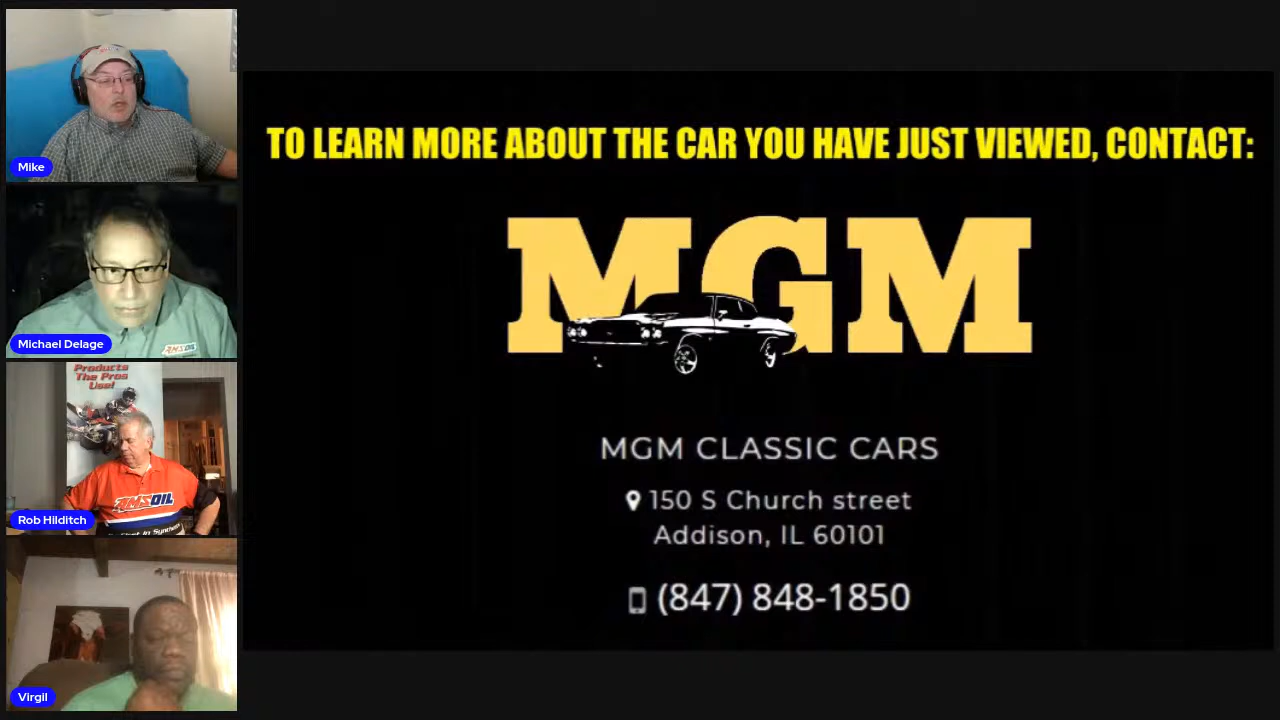 Mike
Michael Delage
AMSOIL
Products
The Pros
Use!
AMSOIL
Rob Hilditch
Virgil
TO LEARN MORE ABOUT THE CAR YOU HAVE JUST VIEWED, CONTACT:
MGM
MGM CLASSIC CARS
150 S Church street
Addison, IL 60101
(847) 848-1850